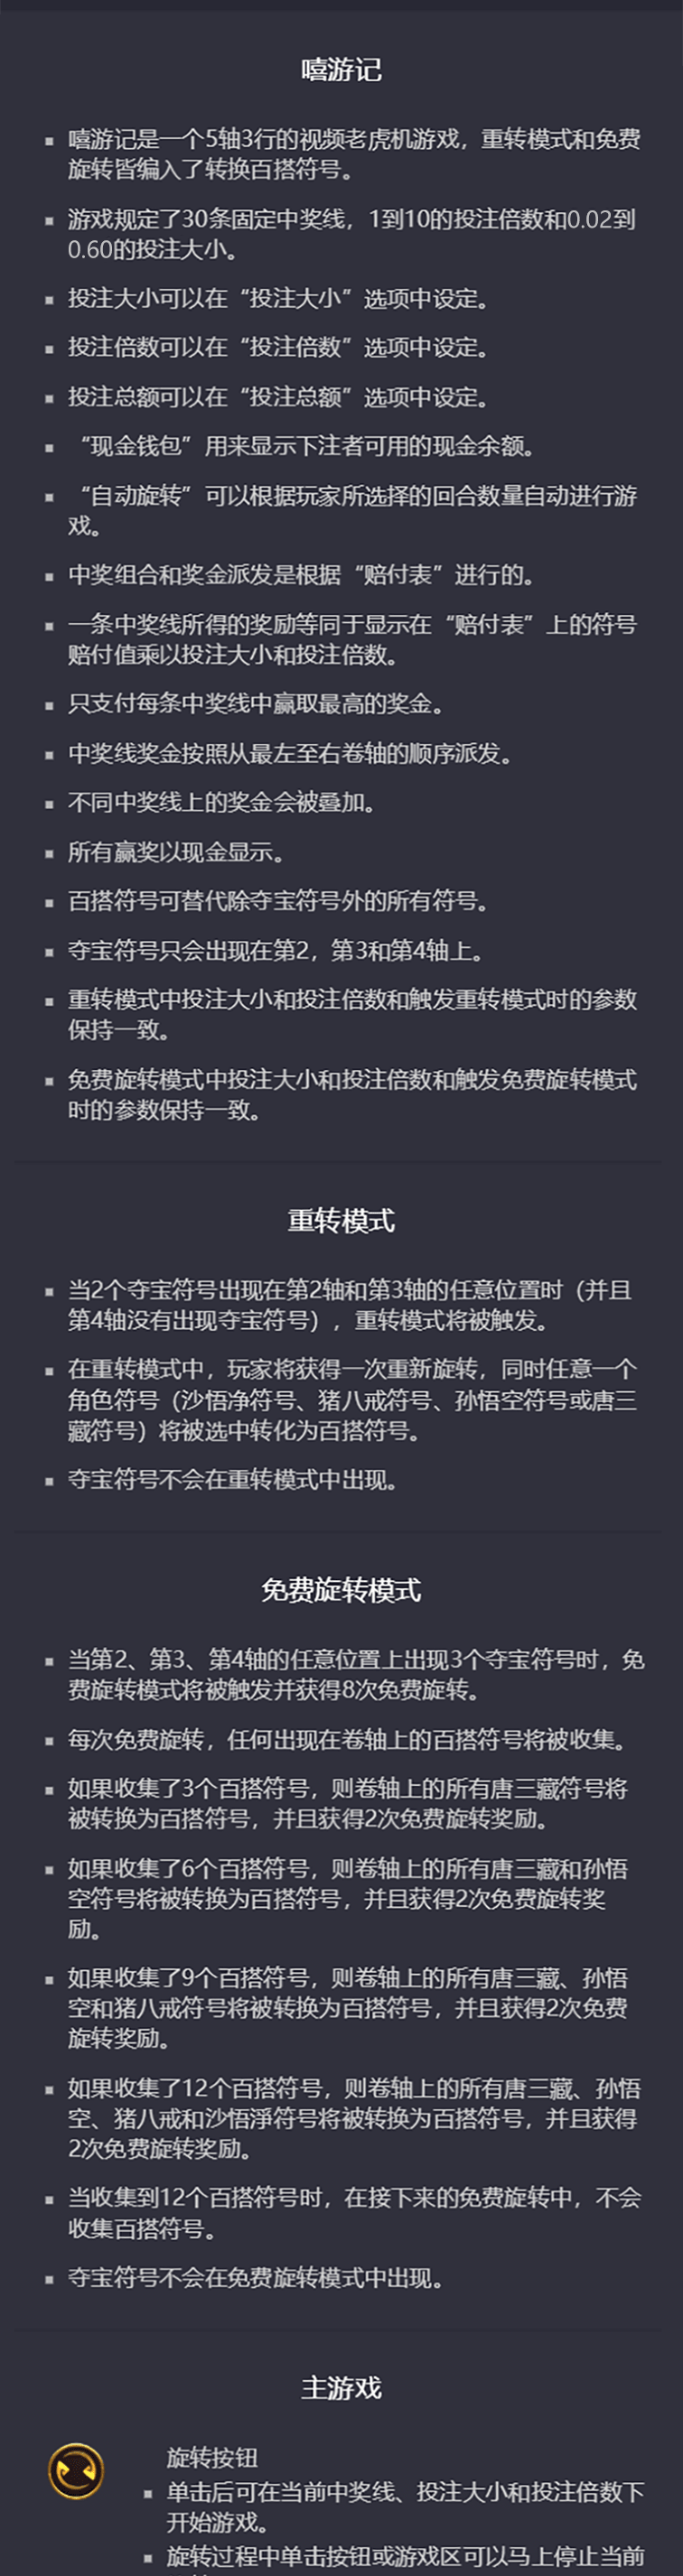 嘻游记
嘻游记是一个5轴3行的视频老虎机游戏，重转模式和免费
旋转皆编入了转换百搭符号。
游戏规定了30条固定中奖线，1到10的投注倍数和0.02到
0.60的投注大小。
投注大小可以在“投注大小”选项中设定。
投注倍数可以在“投注倍数”选项中设定。
投注总额可以在“投注总额”选项中设定。
“现金钱包”用来显示下注者可用的现金余额。
“自动旋转”可以根据玩家所选择的回合数量自动进行游
戏。
中奖组合和奖金派发是根据“赔付表”进行的。
一条中奖线所得的奖励等同于显示在“赔付表”上的符号
赔付值乘以投注大小和投注倍数。
只支付每条中奖线中赢取最高的奖金。
中奖线奖金按照从最左至右卷轴的顺序派发。
不同中奖线上的奖金会被叠加。
所有赢奖以现金显示。
百搭符号可替代除夺宝符号外的所有符号。
夺宝符号只会出现在第2，第3和第4轴上。
重转模式中投注大小和投注倍数和触发重转模式时的参数
保持一致。
免费旋转模式中投注大小和投注倍数和触发免费旋转模式
时的参数保持一致。
重转模式
当2个夺宝符号出现在第2轴和第3轴的任意位置时（并且
第4轴没有出现夺宝符号），重转模式将被触发。
在重转模式中，玩家将获得一次重新旋转，同时任意一个
角色符号（沙悟净符号、猪八戒符号、孙悟空符号或唐三
藏符号）将被选中转化为百搭符号。
夺宝符号不会在重转模式中出现。
免费旋转模式
当第2、第3、第4轴的任意位置上出现3个夺宝符号时，免
费旋转模式将被触发并获得8次免费旋转。
每次免费旋转，任何出现在卷轴上的百搭符号将被收集。
如果收集了3个百搭符号，则卷轴上的所有唐三藏符号将
被转换为百搭符号，并且获得2次免费旋转奖励。
如果收集了6个百搭符号，则卷轴上的所有唐三藏和孙悟
空符号将被转换为百搭符号，并且获得2次免费旋转奖
励。
如果收集了9个百搭符号，则卷轴上的所有唐三藏、孙悟
空和猪八戒符号将被转换为百搭符号，并且获得2次免费
旋转奖励。
如果收集了12个百搭符号，则卷轴上的所有唐三藏、孙悟
空、猪八戒和沙悟淨符号将被转换为百搭符号，并且获得
2次免费旋转奖励。
当收集到12个百搭符号时，在接下来的免费旋转中，不会
收集百搭符号。
夺宝符号不会在免费旋转模式中出现。
主游戏
旋转按钮
单击后可在当前中奖线、投注大小和投注倍数下
开始游戏。
旋转过程中单击按钮或游戏区可以马上停止当前